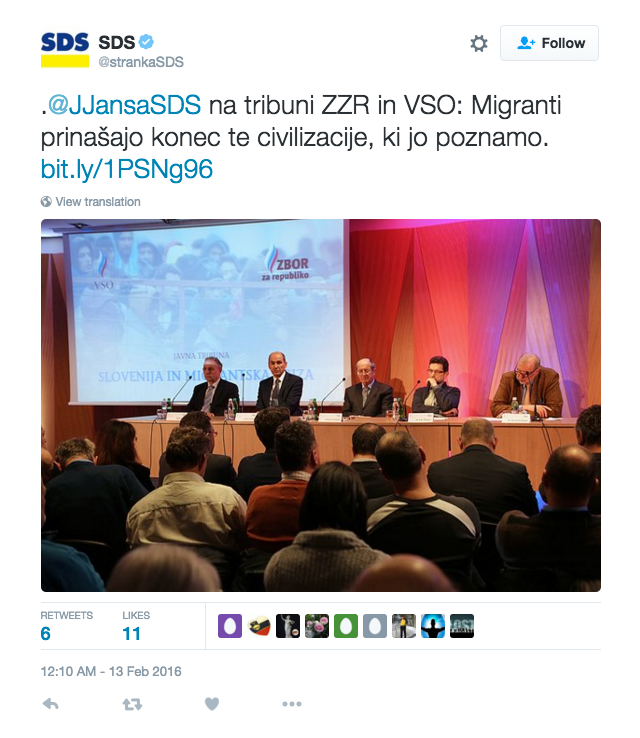 SDS SDS
@strankaSDS
Follow
.@JJansaSDS na tribuni ZZR in VSO: Migranti
prinašajo konec te civilizacije, ki jo poznamo.
bit.ly/1PSNg96
View translation
VSO
ZBOR
za republiko
JAVNA TRIBUNA
SLOVENIJA IN MIGRANTSKA KRIZA
RETWEETS
LIKES
6
11
12:10 AM - 13 Feb 2016